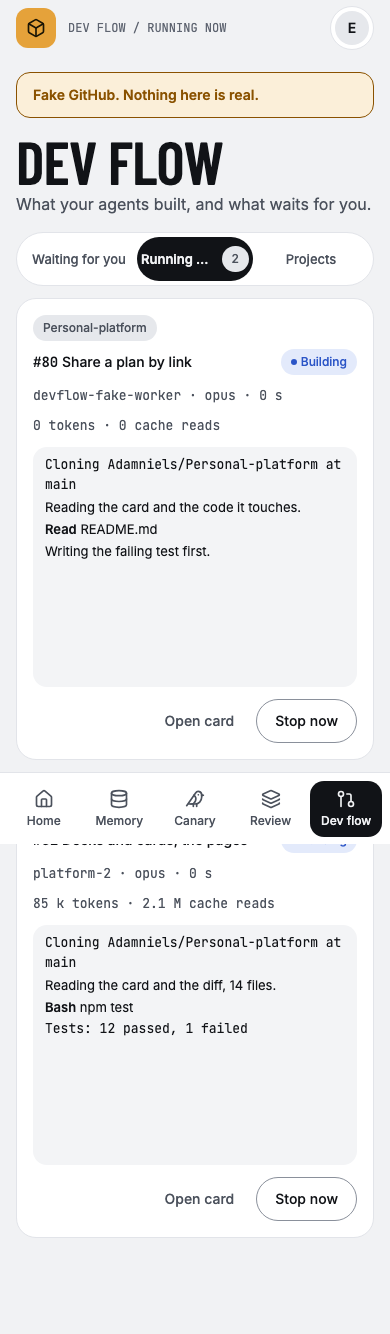 DEV FLOW / RUNNING NOW
E
Fake GitHub. Nothing here is real.
DEV FLOW
What your agents built, and what waits for you.
Waiting for you
Running ...
2
Projects
Personal-platform
#80 Share a plan by link
Building
devflow-fake-worker · opus · 0 s
0 tokens · 0 cache reads
Cloning Adamniels/Personal-platform at
main
Reading the card and the code it touches.
Read README.md
Writing the failing test first.
Open card
Stop now
Home
Memory
Canary
Review
Dev flow
platform-2 · opus · 0 s
85 k tokens · 2.1 M cache reads
Cloning Adamniels/Personal-platform at
main
Reading the card and the diff, 14 files.
Bash npm test
Tests: 12 passed, 1 failed
Open card
Stop now